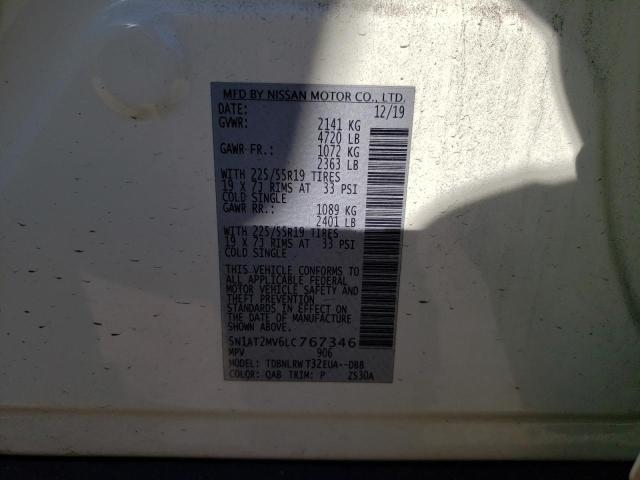 MFD BY NISSAN MOTOR CO., LTD.
DATE: 12/19
GVWR: 2141 KG
4720 LB
GAWR FR.: 1072 KG
2363 LB
WITH 225/55R19 TIRES
19 X 7J RIMS AT 33 PSI
COLD SINGLE
GAWR RR.: 1089 KG
2401 LB
WITH 225/55R19 TIRES
19 X 7J RIMS AT 33 PSI
COLD SINGLE
THIS VEHICLE CONFORMS TO
ALL APPLICABLE FEDERAL
MOTOR VEHICLE SAFETY AND
THEFT PREVENTION
STANDARDS IN EFFECT ON THE
DATE OF MANUFACTURE SHOWN
ABOVE.
5N1AT2MV6LC767346
MPV 906
MODEL: TDBNLRWT32EUA--DBB
COLOR: QAB TRIM: P ZS30A